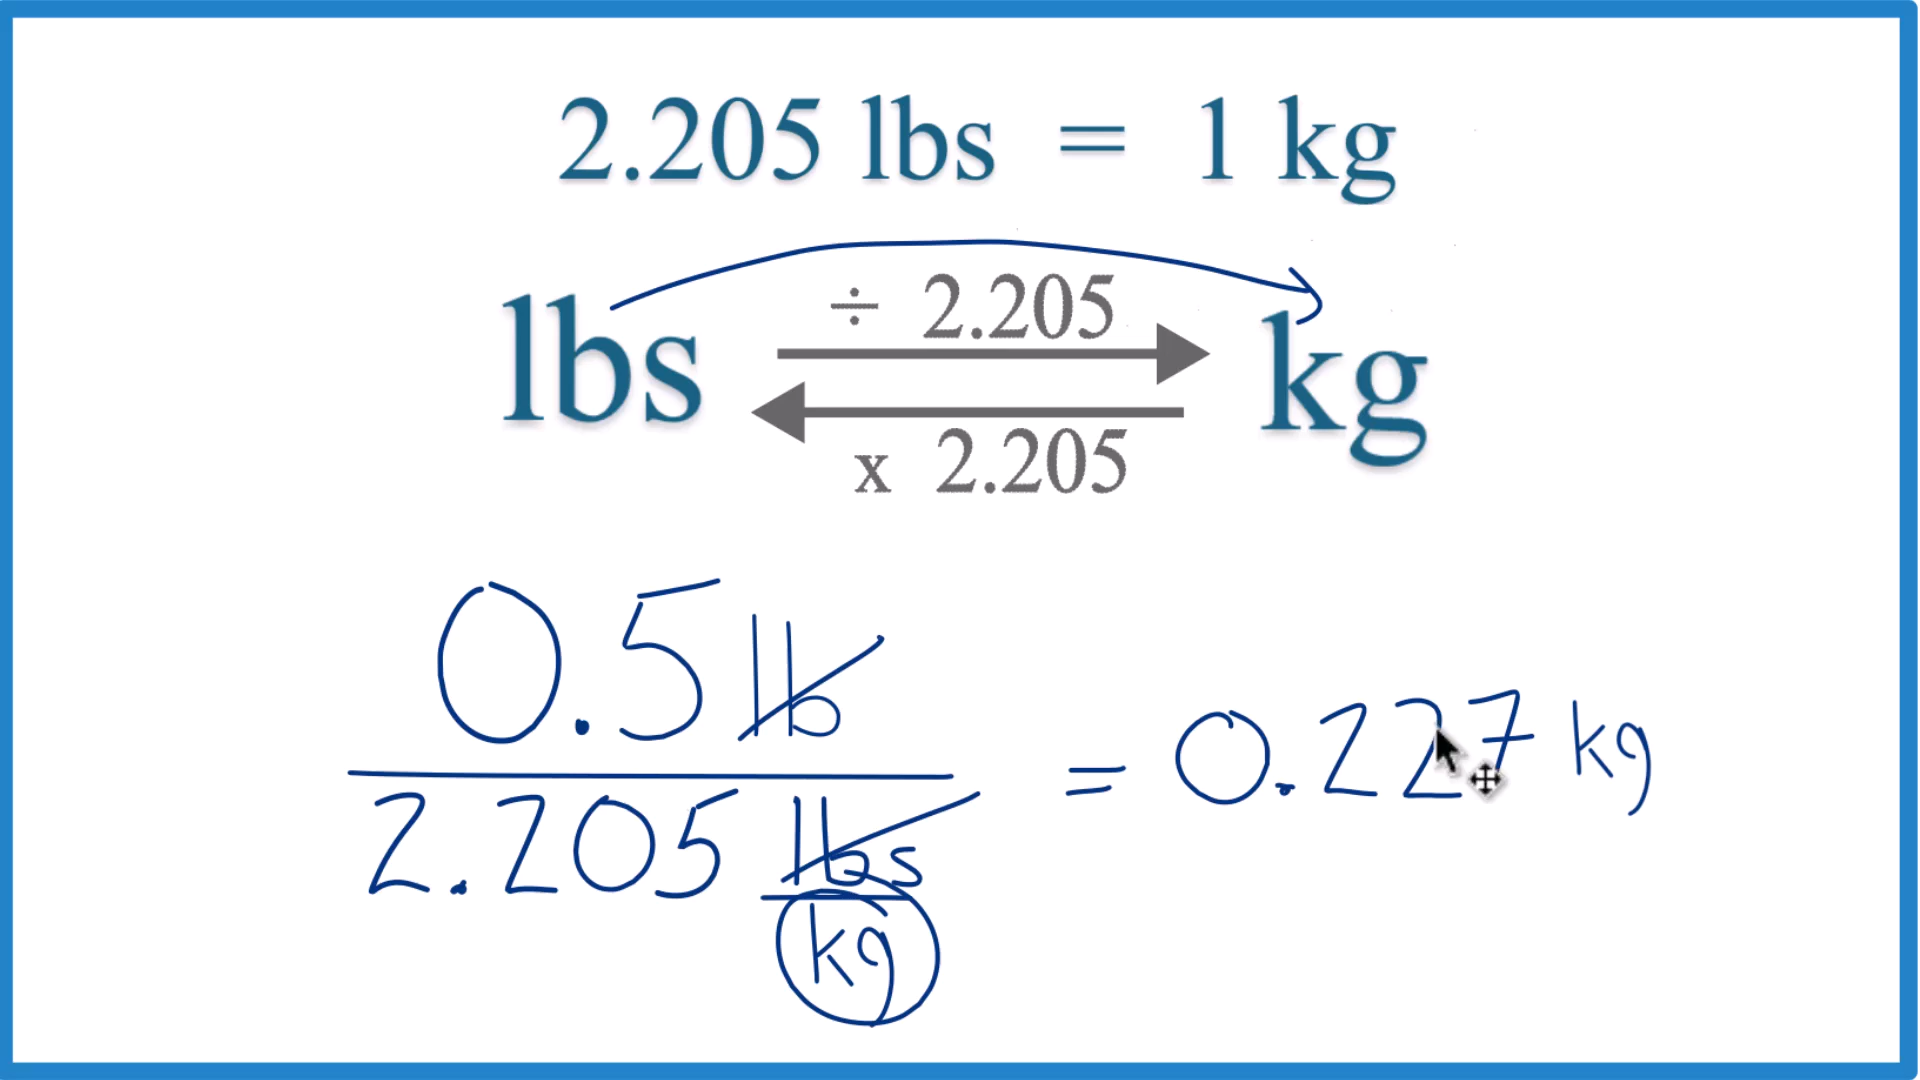 2.205 lbs = 1 kg
÷ 2.205
lbs kg
x 2.205
0.5 lb
2.205 lbs
kg
= 0.227 kg